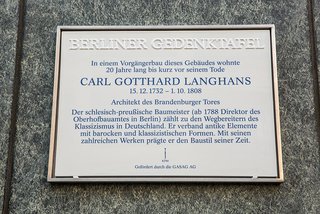 BERLINER GEDENKTAFEL
In einem Vorgängerbau dieses Gebäudes wohnte
20 Jahre lang bis kurz vor seinem Tode
CARL GOTTHARD LANGHANS
15. 12. 1732 – 1. 10. 1808
Architekt des Brandenburger Tores
Der schlesisch-preußische Baumeister (ab 1788 Direktor des
Oberhofbauamtes in Berlin) zählt zu den Wegbereitern des
Klassizismus in Deutschland. Er verband antike Elemente
mit barocken und klassizistischen Formen. Mit seinen
zahlreichen Werken prägte er den Baustil seiner Zeit.
Gefördert durch die GASAG AG